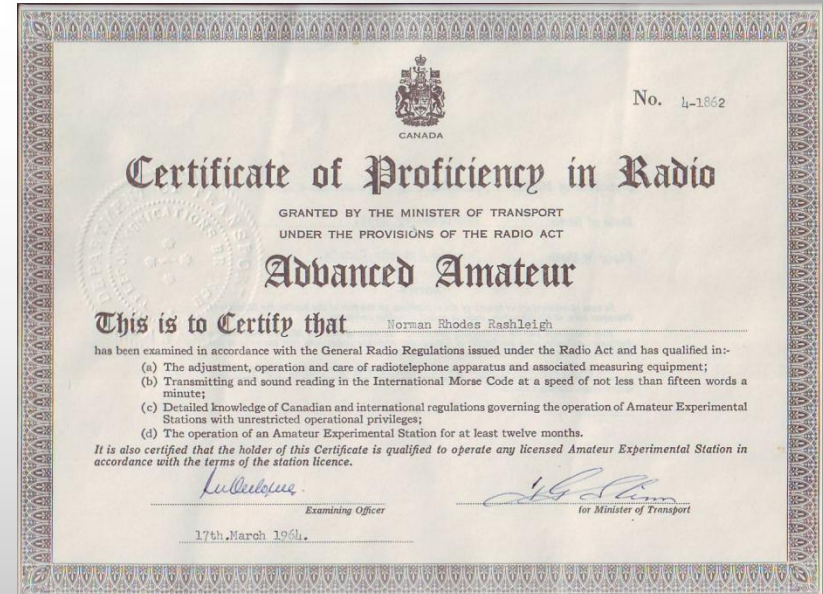 No. 4-1862
CANADA
Certificate of Proficiency in Radio
GRANTED BY THE MINISTER OF TRANSPORT
UNDER THE PROVISIONS OF THE RADIO ACT
Advanced Amateur
This is to Certify that Norman Rhodes Rashleigh
has been examined in accordance with the General Radio Regulations issued under the Radio Act and has qualified in:-
(a) The adjustment, operation and care of radiotelephone apparatus and associated measuring equipment;
(b) Transmitting and sound reading in the International Morse Code at a speed of not less than fifteen words a
minute;
(c) Detailed knowledge of Canadian and international regulations governing the operation of Amateur Experimental
Stations with unrestricted operational privileges;
(d) The operation of an Amateur Experimental Station for at least twelve months.
It is also certified that the holder of this Certificate is qualified to operate any licensed Amateur Experimental Station in
accordance with the terms of the station licence.
Examining Officer
for Minister of Transport
17th.March 1964.